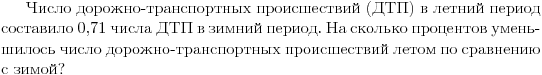 Число дорожно-транспортных происшествий (ДТП) в летний период
составило 0,71 числа ДТП в зимний период. На сколько процентов умень-
шилось число дорожно-транспортных происшествий летом по сравнению
с зимой?